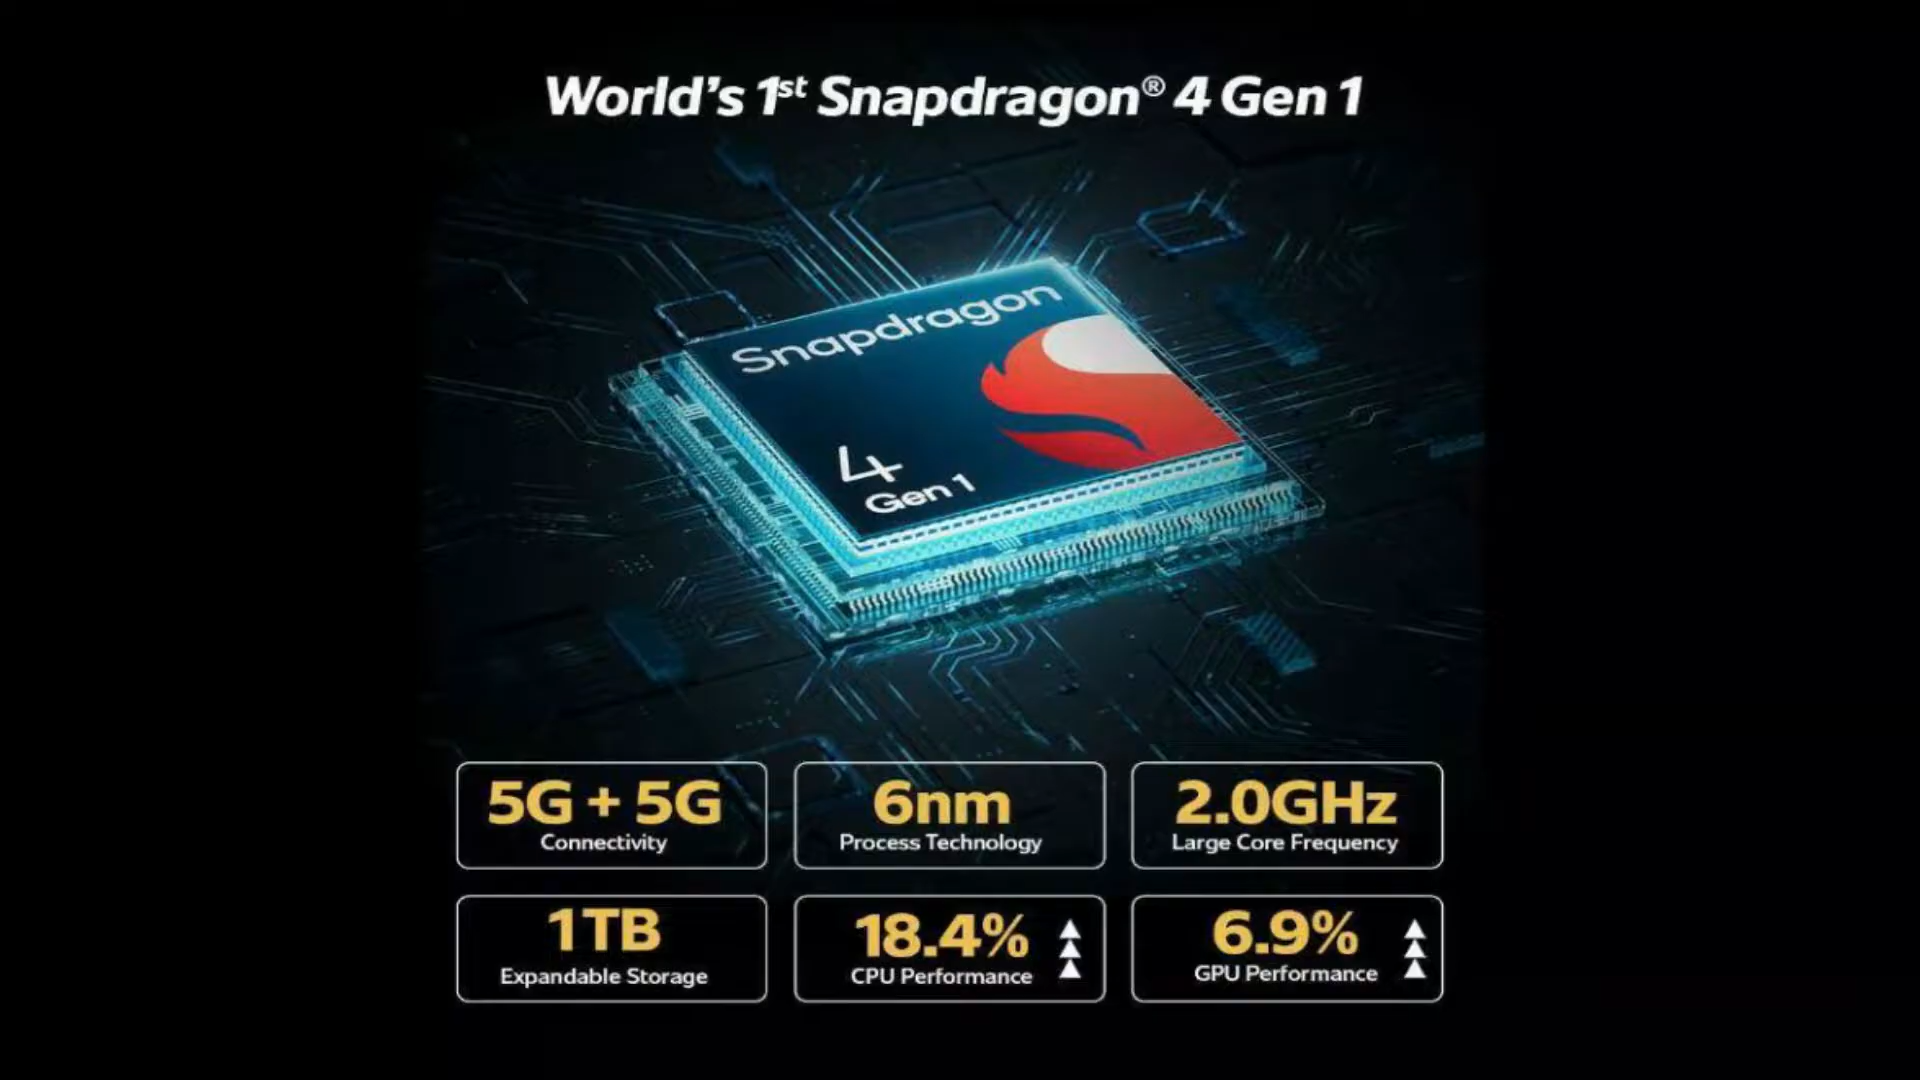 World's 1st Snapdragon® 4 Gen 1
Snapdragon
4
Gen 1
5G + 5G
Connectivity
6nm
Process Technology
2.0GHz
Large Core Frequency
1TB
Expandable Storage
18.4%
CPU Performance
6.9%
GPU Performance